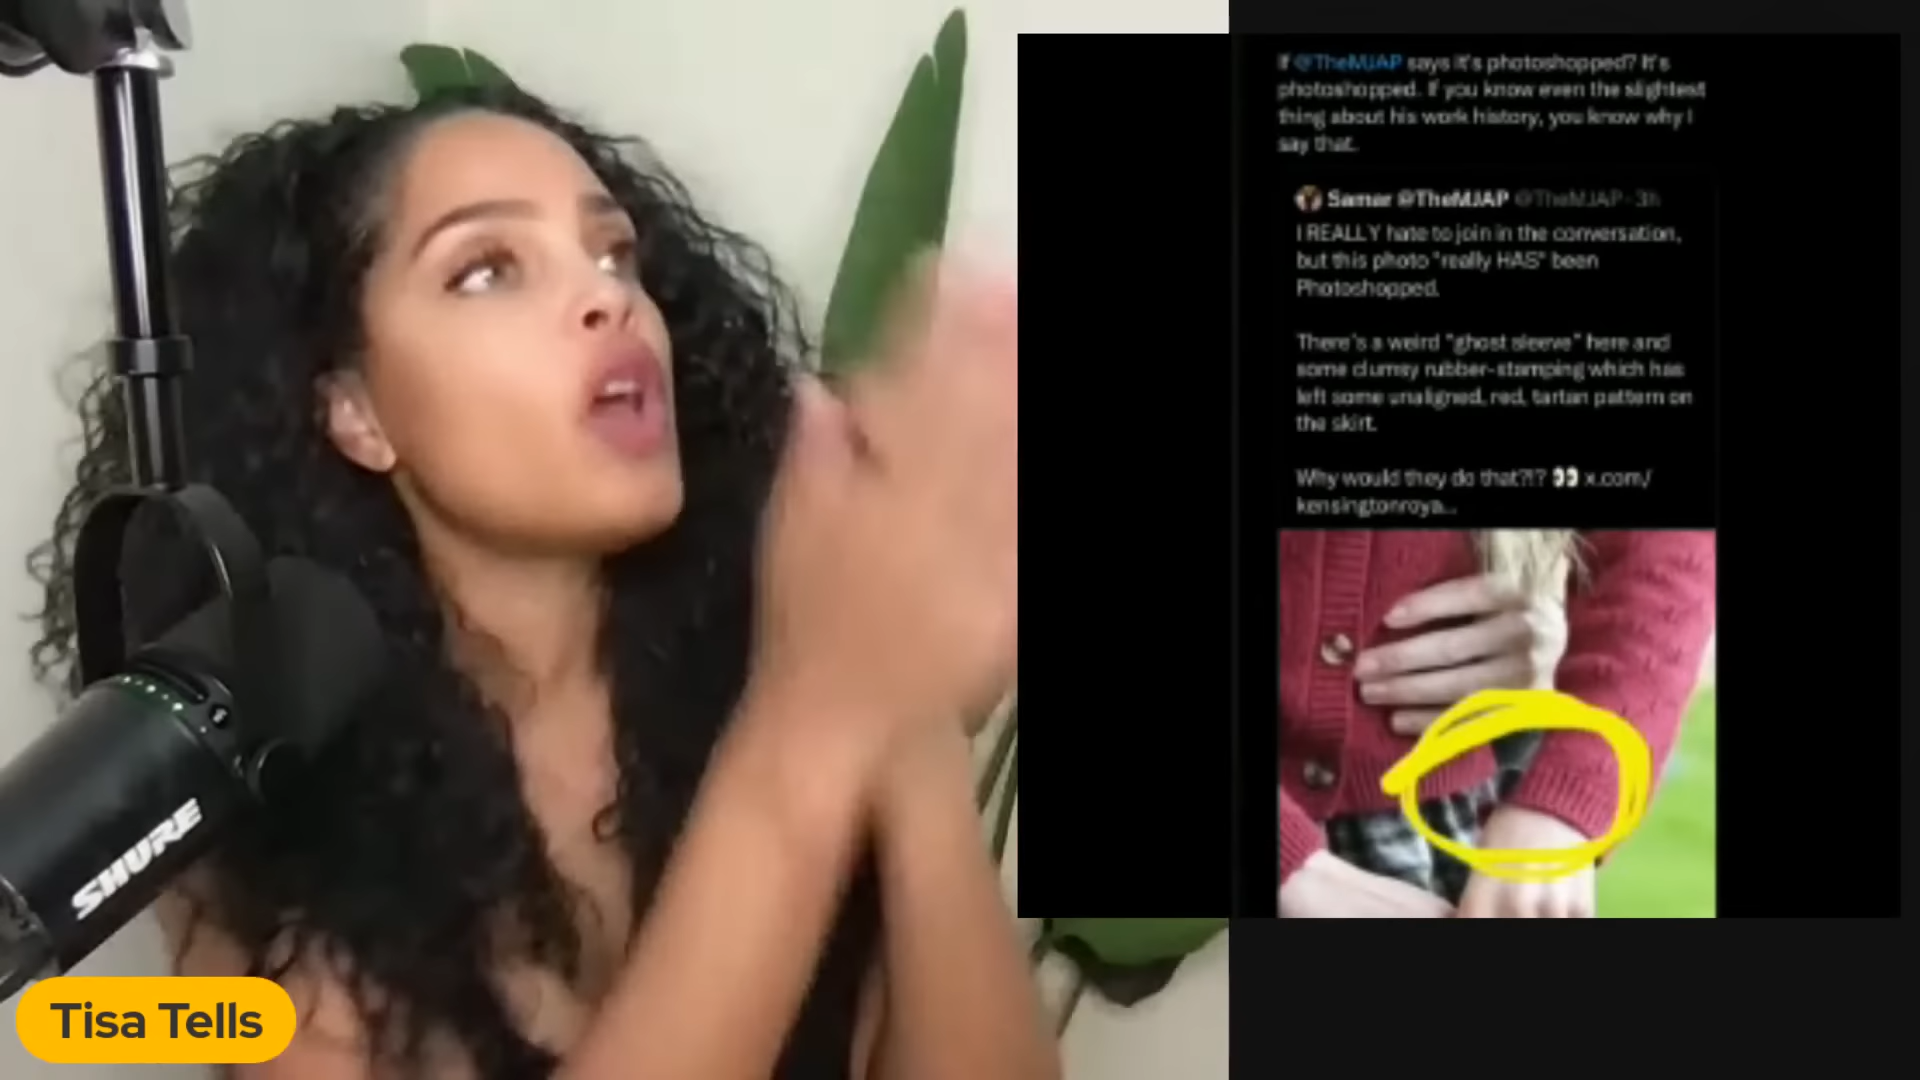 If @TheMJAP says it's photoshopped? It's
photoshopped. If you know even the slightest
thing about his work history, you know why I
say that.
Samar @TheMJAP @TheMJAP · 3h
I REALLY hate to join in the conversation,
but this photo "really HAS" been
Photoshopped.
There's a weird "ghost sleeve" here and
some clumsy rubber-stamping which has
left some unaligned, red, tartan pattern on
the skirt.
Why would they do that?!? 👀 x.com/
kensingtonroya...
SHURE
Tisa Tells